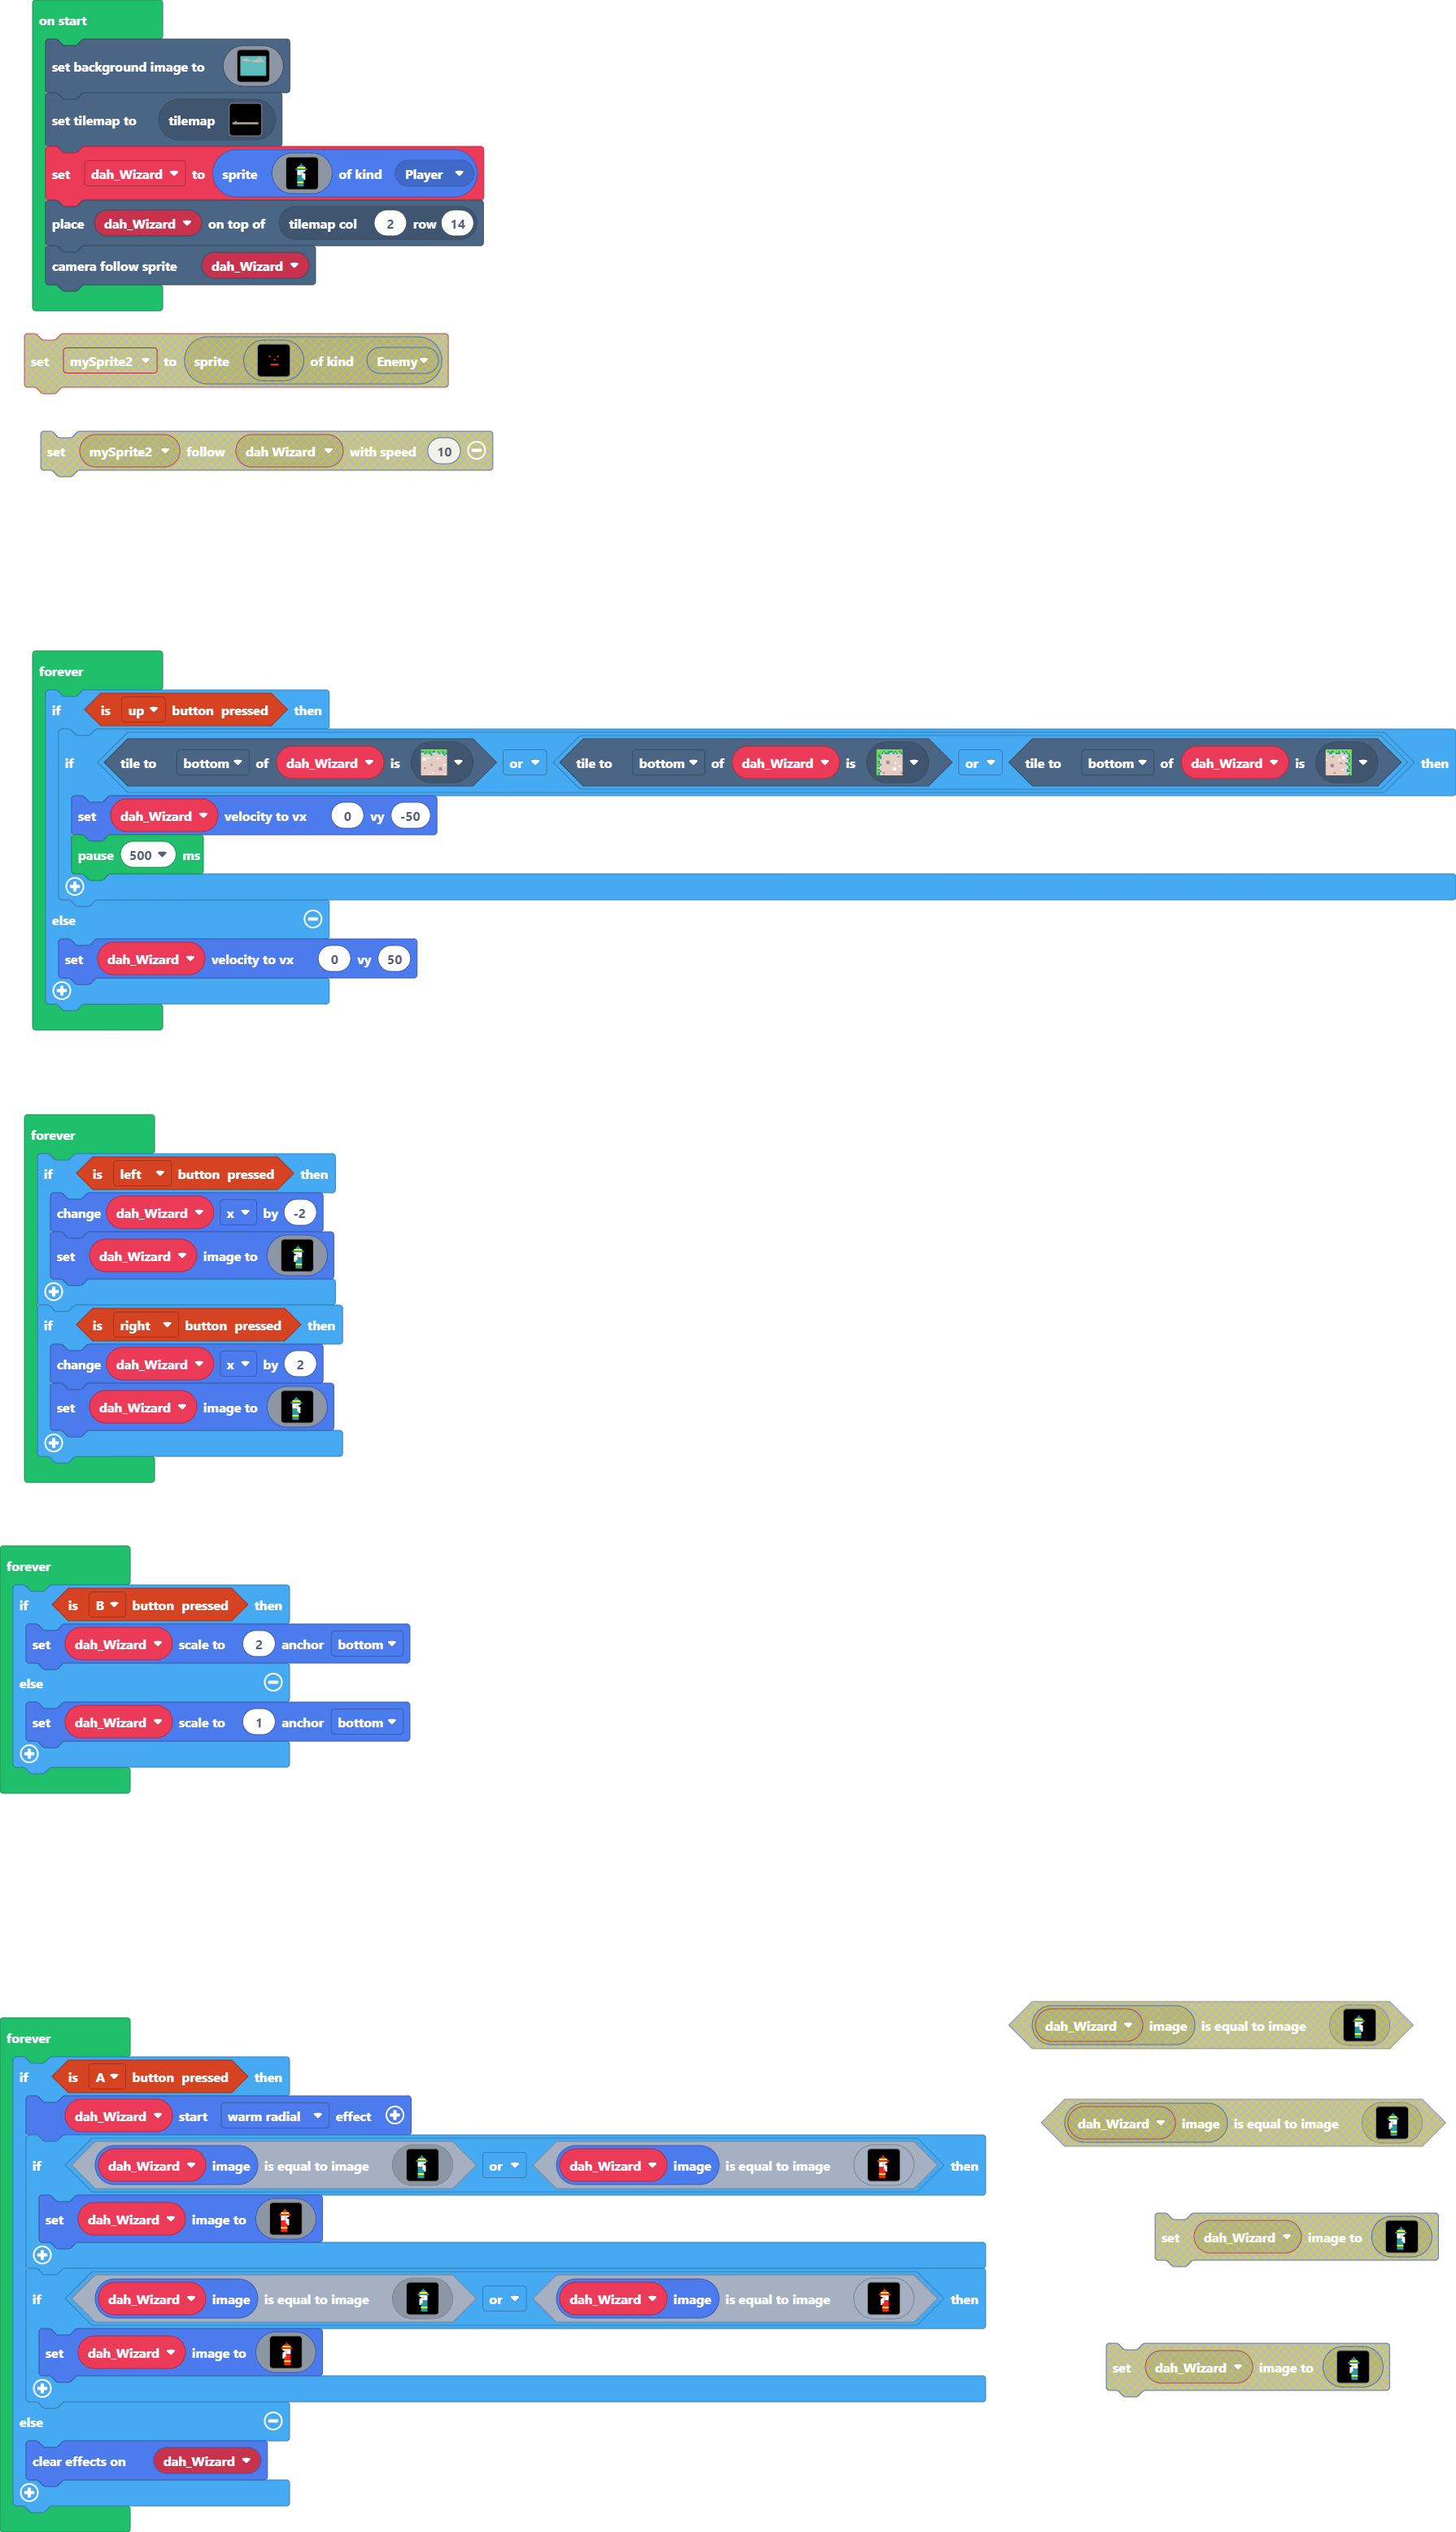 on start
set background image to
set tilemap to tilemap
set dah_Wizard to sprite of kind Player
place dah_Wizard on top of tilemap col 2 row 14
camera follow sprite dah_Wizard
set mySprite2 to sprite of kind Enemy
set mySprite2 follow dah Wizard with speed 10
forever
if is up button pressed then
if tile to bottom of dah_Wizard is or tile to bottom of dah_Wizard is or tile to bottom of dah_Wizard is then
set dah_Wizard velocity to vx 0 vy -50
pause 500 ms
else
set dah_Wizard velocity to vx 0 vy 50
forever
if is left button pressed then
change dah_Wizard x by -2
set dah_Wizard image to
if is right button pressed then
change dah_Wizard x by 2
set dah_Wizard image to
forever
if is B button pressed then
set dah_Wizard scale to 2 anchor bottom
else
set dah_Wizard scale to 1 anchor bottom
forever
if is A button pressed then
dah_Wizard start warm radial effect
if dah_Wizard image is equal to image or dah_Wizard image is equal to image then
set dah_Wizard image to
if dah_Wizard image is equal to image or dah_Wizard image is equal to image then
set dah_Wizard image to
else
clear effects on dah_Wizard
dah_Wizard image is equal to image
dah_Wizard image is equal to image
set dah_Wizard image to
set dah_Wizard image to